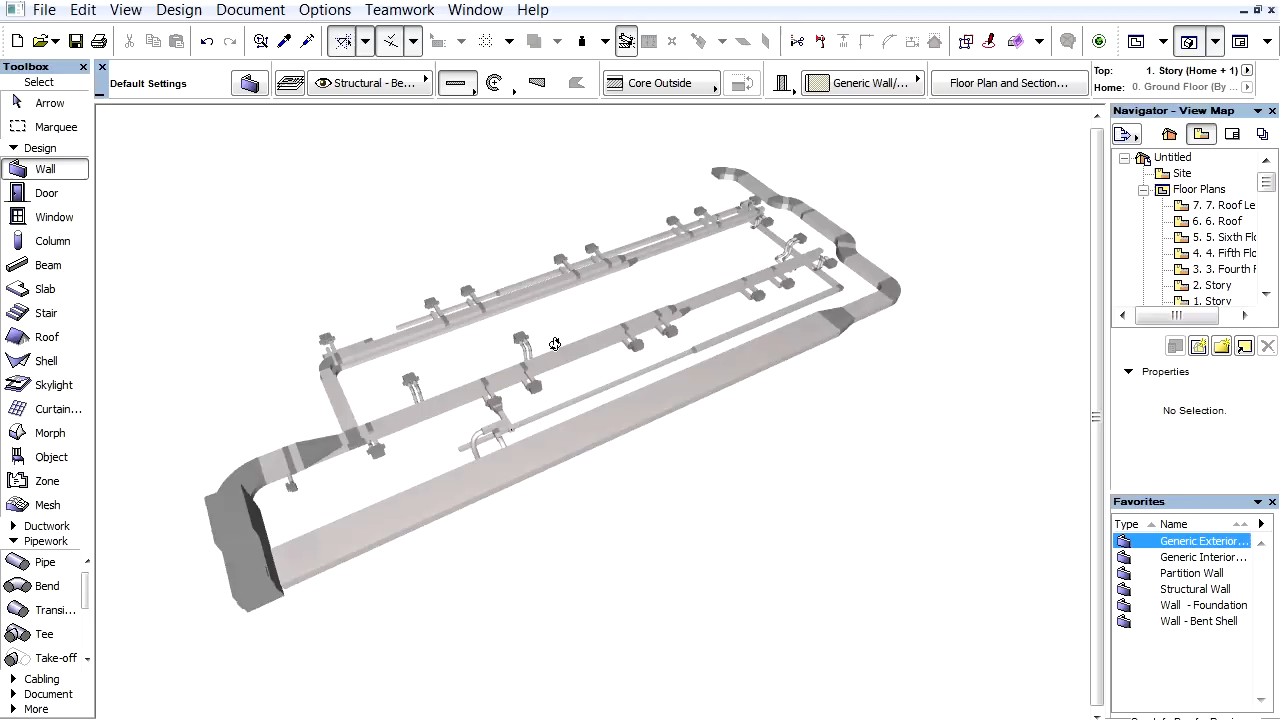 File Edit View Design Document Options Teamwork Window Help
Toolbox
Select
Arrow
Marquee
Design
Wall
Door
Window
Column
Beam
Slab
Stair
Roof
Shell
Skylight
Curtain...
Morph
Object
Zone
Mesh
Ductwork
Pipework
Pipe
Bend
Transi...
Tee
Take-off
Cabling
Document
More
Default Settings
Structural - Be...
Core Outside
Generic Wall/...
Floor Plan and Section...
Top: 1. Story (Home + 1)
Home: 0. Ground Floor (By ...
Navigator - View Map
Untitled
Site
Floor Plans
7. 7. Roof Le
6. 6. Roof
5. 5. Sixth Flo
4. 4. Fifth Flo
3. 3. Fourth F
2. Story
1. Story
Properties
No Selection.
Favorites
Type Name
Generic Exterior...
Generic Interior...
Partition Wall
Structural Wall
Wall - Foundation
Wall - Bent Shell